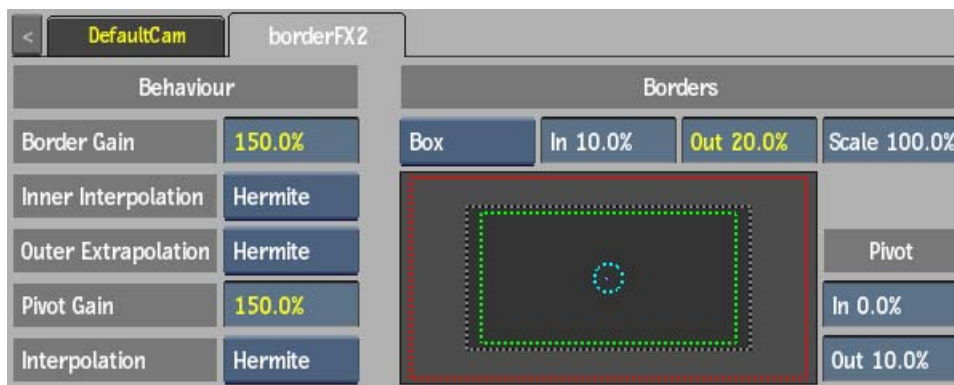 < DefaultCam borderFX2
Behaviour Borders
Border Gain 150.0% Box In 10.0% Out 20.0% Scale 100.0%
Inner Interpolation Hermite
Outer Extrapolation Hermite Pivot
Pivot Gain 150.0% In 0.0%
Interpolation Hermite Out 10.0%